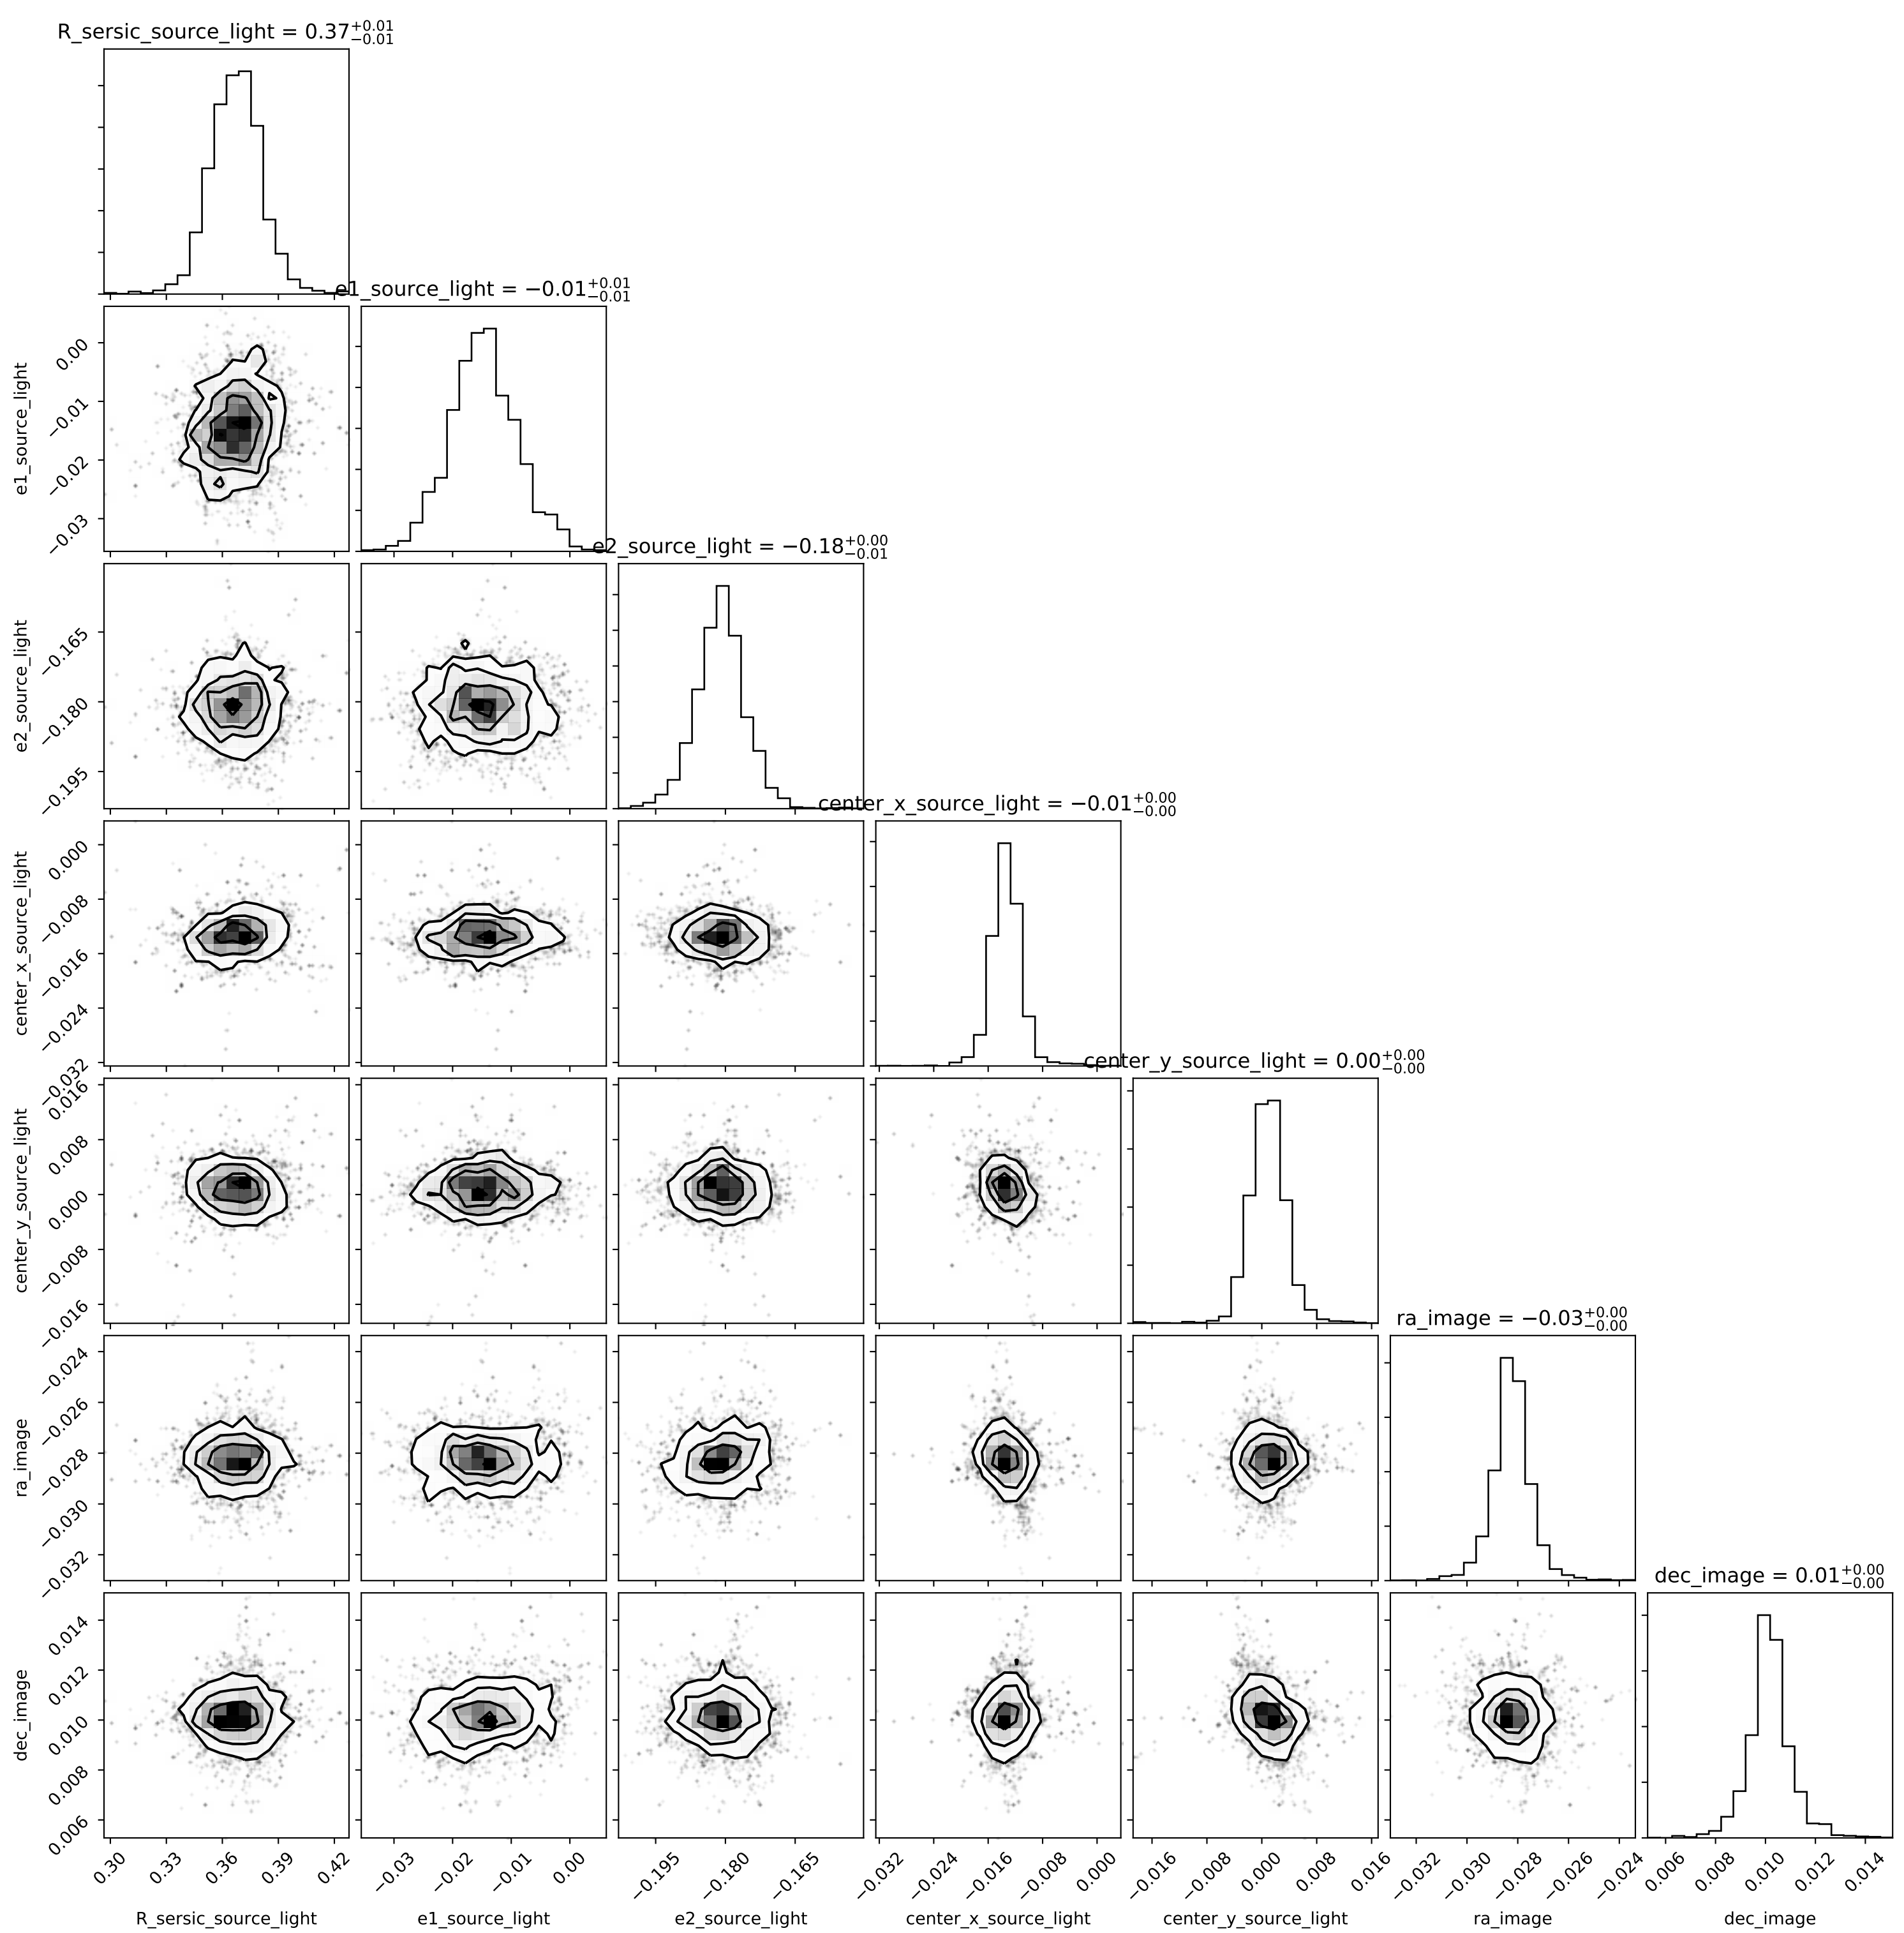 R_sersic_source_light = 0.37+0.01−0.01
e1_source_light = −0.01+0.01−0.01
e1_source_light
0.00
−0.01
−0.02
−0.03
e2_source_light = −0.18+0.00−0.01
e2_source_light
−0.165
−0.180
−0.195
center_x_source_light = −0.01+0.00−0.00
center_x_source_light
0.000
−0.008
−0.016
−0.024
−0.032
center_y_source_light = 0.00+0.00−0.00
center_y_source_light
0.016
0.008
0.000
−0.008
−0.016
ra_image = −0.03+0.00−0.00
ra_image
−0.024
−0.026
−0.028
−0.030
−0.032
dec_image = 0.01+0.00−0.00
dec_image
0.014
0.012
0.010
0.008
0.006
0.30 0.33 0.36 0.39 0.42 −0.03 −0.02 −0.01 0.00 −0.195 −0.180 −0.165 −0.032 −0.024 −0.016 −0.008 0.000 −0.016 −0.008 0.000 0.008 0.016 −0.032 −0.030 −0.028 −0.026 −0.024 0.006 0.008 0.010 0.012 0.014
R_sersic_source_light e1_source_light e2_source_light center_x_source_light center_y_source_light ra_image dec_image